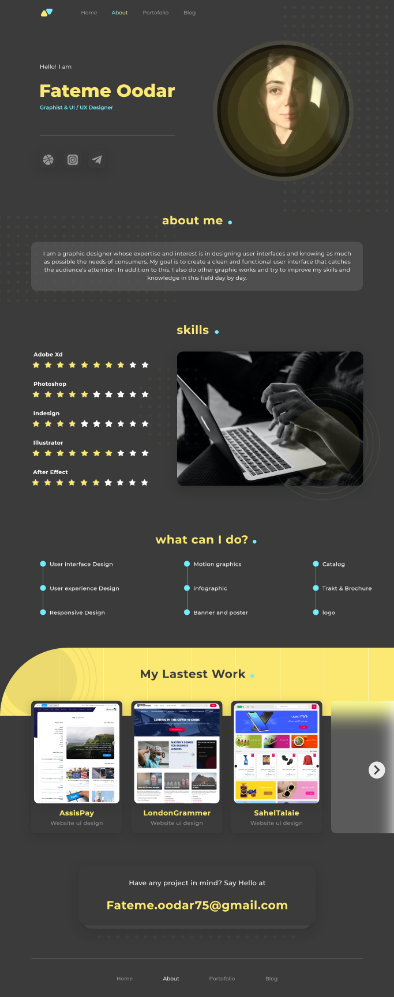 Home About Portofolio Blog
Hello! I am
Fateme Oodar
Graphist & UI / UX Designer
about me
I am a graphic designer whose expertise and interest is in designing user interfaces and knowing as much
as possible the needs of consumers. My goal is to create a clean and functional user interface that catches
the audience's attention. In addition to this, I also do other graphic works and try to improve my skills and
knowledge in this field day by day.
skills
Adobe Xd
Photoshop
Indesign
Illustrator
After Effect
what can I do?
User Interface Design
Motion graphics
Catalog
User experience Design
Infographic
Trakt & Brochure
Responsive Design
Banner and poster
logo
My Lastest Work
AssisPay
Website ui design
LondonGrammer
Website ui design
SahelTalaie
Website ui design
Have any project in mind? Say Hello at
Fateme.oodar75@gmail.com
Home About Portofolio Blog